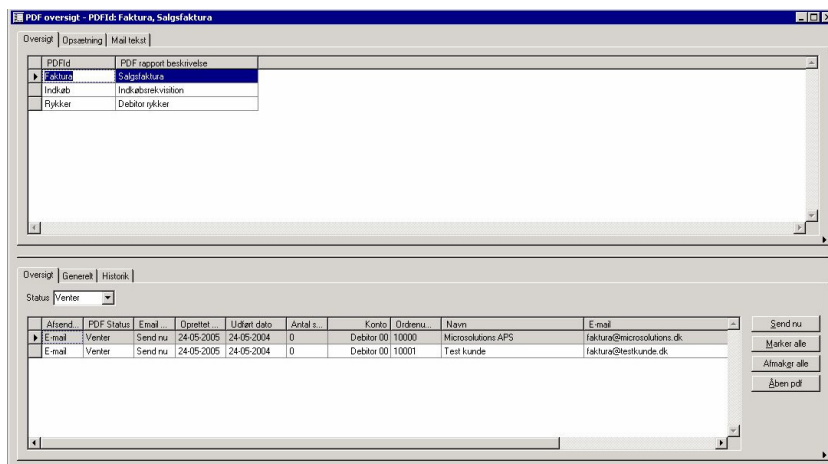 PDF oversigt - PDFId: Faktura, Salgsfaktura
Oversigt Opsætning Mail tekst
PDFId PDF rapport beskrivelse
Faktura Salgsfaktura
Indkøb Indkøbsrekvisition
Rykker Debitor rykker
Oversigt Generelt Historik
Status Venter
Afsend... PDF Status Email ... Oprettet ... Udført dato Antal s... Konto Ordrenu... Navn E-mail
E-mail Venter Send nu 24-05-2005 24-05-2004 0 Debitor 00 10000 Microsolutions APS faktura@microsolutions.dk
E-mail Venter Send nu 24-05-2005 24-05-2004 0 Debitor 00 10001 Test kunde faktura@testkunde.dk
Send nu
Marker alle
Afmaker alle
Åben pdf